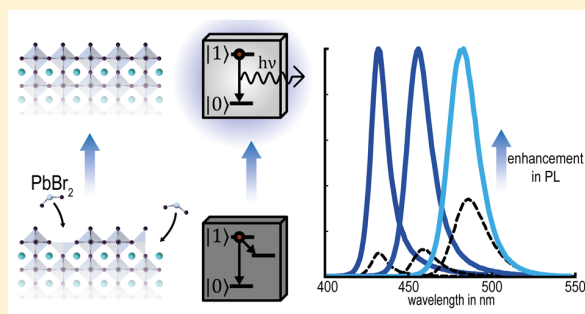 PbBr2
|1⟩
hν
|0⟩
|1⟩
|0⟩
enhancement
in PL
400 450 500 550
wavelength in nm